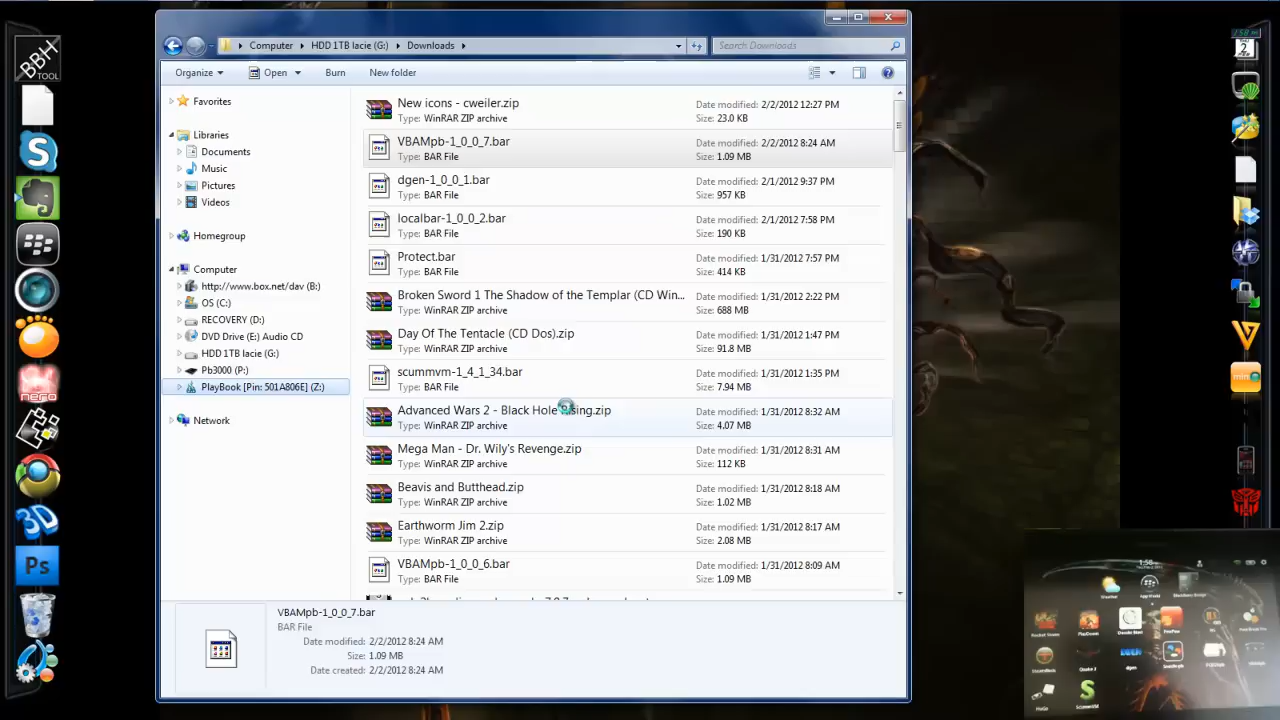 BBH
TOOL
Computer
HDD 1TB lacie (G:)
Downloads
Search Downloads
Organize
Open
Burn
New folder
Favorites
Libraries
Documents
Music
Pictures
Videos
Homegroup
Computer
http://www.box.net/dav (B:)
OS (C:)
RECOVERY (D:)
DVD Drive (E:) Audio CD
HDD 1TB lacie (G:)
Pb3000 (P:)
PlayBook [Pin: 501A806E] (Z:)
Network
New icons - cweiler.zip Date modified: 2/2/2012 12:27 PM
Type: WinRAR ZIP archive Size: 23.0 KB
VBAMpb-1_0_0_7.bar Date modified: 2/2/2012 8:24 AM
Type: BAR File Size: 1.09 MB
dgen-1_0_0_1.bar Date modified: 2/1/2012 9:37 PM
Type: BAR File Size: 957 KB
localbar-1_0_0_2.bar Date modified: 2/1/2012 7:58 PM
Type: BAR File Size: 190 KB
Protect.bar Date modified: 1/31/2012 7:57 PM
Type: BAR File Size: 414 KB
Broken Sword 1 The Shadow of the Templar (CD Win... Date modified: 1/31/2012 2:22 PM
Type: WinRAR ZIP archive Size: 688 MB
Day Of The Tentacle (CD Dos).zip Date modified: 1/31/2012 1:47 PM
Type: WinRAR ZIP archive Size: 91.8 MB
scummvm-1_4_1_34.bar Date modified: 1/31/2012 1:35 PM
Type: BAR File Size: 7.94 MB
Advanced Wars 2 - Black Hole Rising.zip Date modified: 1/31/2012 8:32 AM
Type: WinRAR ZIP archive Size: 4.07 MB
Mega Man - Dr. Wily's Revenge.zip Date modified: 1/31/2012 8:31 AM
Type: WinRAR ZIP archive Size: 112 KB
Beavis and Butthead.zip Date modified: 1/31/2012 8:18 AM
Type: WinRAR ZIP archive Size: 1.02 MB
Earthworm Jim 2.zip Date modified: 1/31/2012 8:17 AM
Type: WinRAR ZIP archive Size: 2.08 MB
VBAMpb-1_0_0_6.bar Date modified: 1/31/2012 8:09 AM
Type: BAR File Size: 1.09 MB
VBAMpb-1_0_0_7.bar
BAR File
Date modified: 2/2/2012 8:24 AM
Size: 1.09 MB
Date created: 2/2/2012 8:24 AM
nero
3D
Ps
Weather
App World
dgen
ScummVM